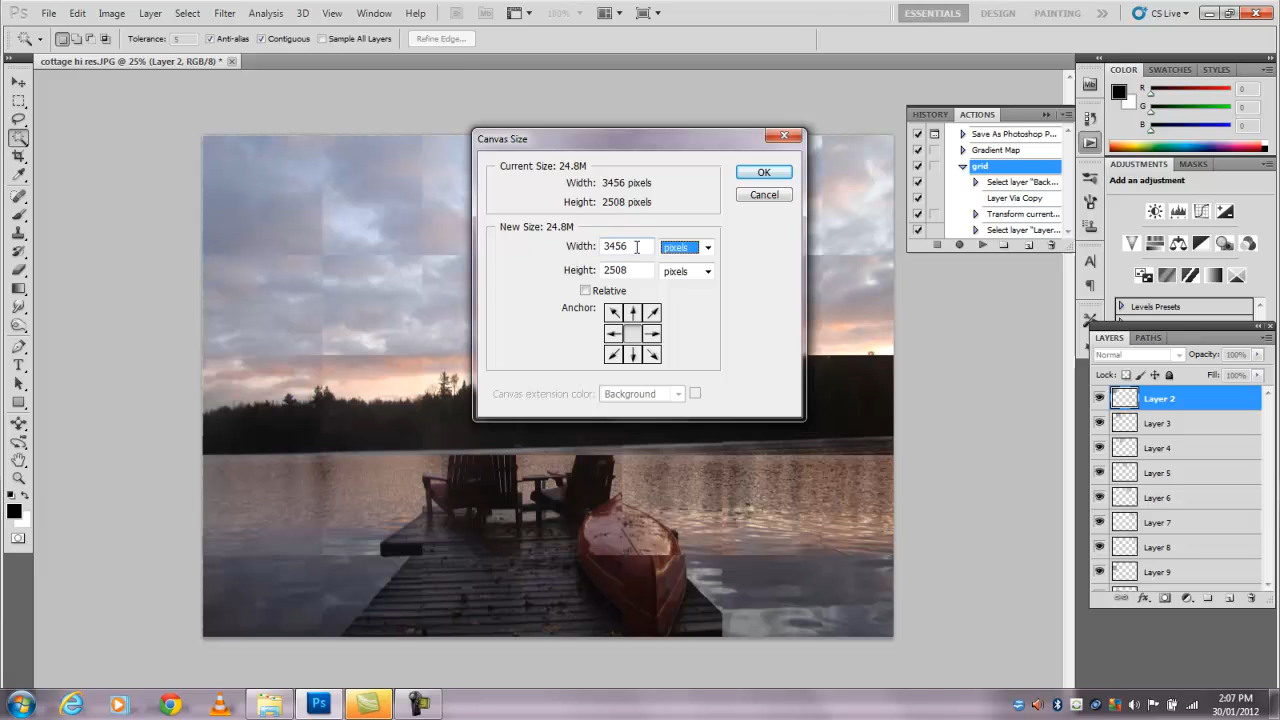 Ps File Edit Image Layer Select Filter Analysis 3D View Window Help Br Mb 100% ESSENTIALS DESIGN PAINTING CS Live
Tolerance: 5 Anti-alias Contiguous Sample All Layers Refine Edge...
cottage hi res.JPG @ 25% (Layer 2, RGB/8) *
Canvas Size
Current Size: 24.8M
Width: 3456 pixels
Height: 2508 pixels
OK
Cancel
New Size: 24.8M
Width: 3456 pixels
Height: 2508 pixels
Relative
Anchor:
Canvas extension color: Background
HISTORY ACTIONS
Save As Photoshop P...
Gradient Map
grid
Select layer "Back...
Layer Via Copy
Transform current...
Select layer "Layer...
Mb
COLOR SWATCHES STYLES
R 0
G 0
B 0
ADJUSTMENTS MASKS
Add an adjustment
Levels Presets
LAYERS PATHS
Normal Opacity: 100%
Lock: Fill: 100%
Layer 2
Layer 3
Layer 4
Layer 5
Layer 6
Layer 7
Layer 8
Layer 9
Ps
2:07 PM
30/01/2012